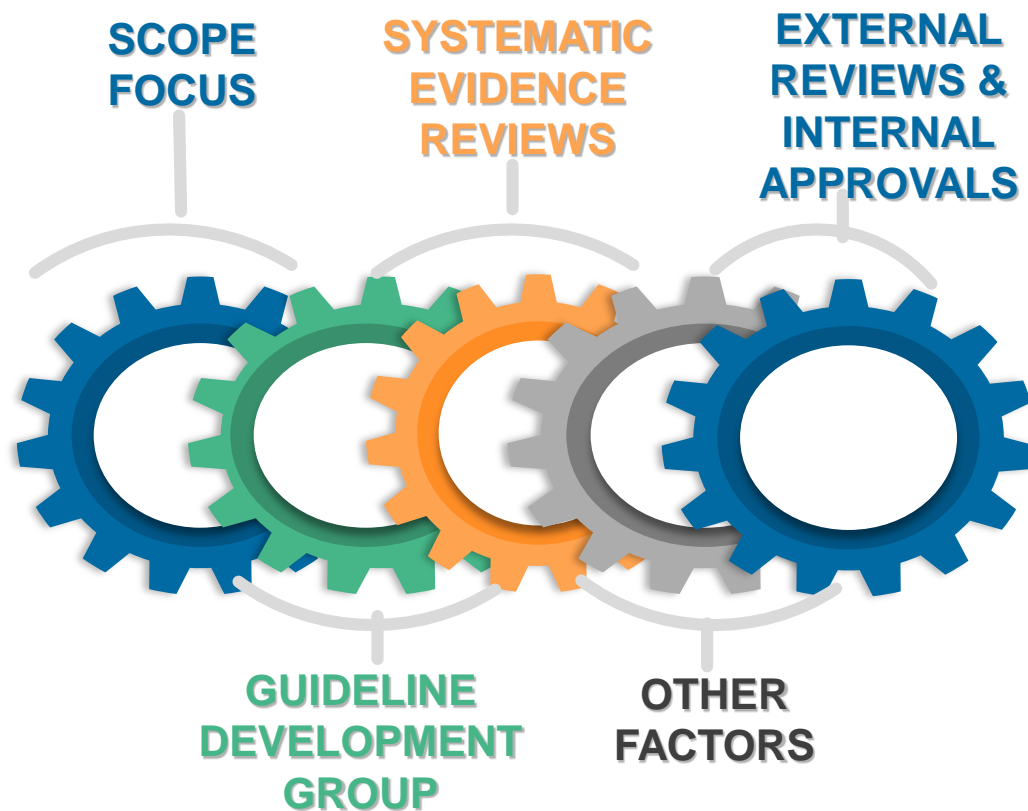 SCOPE
FOCUS
SYSTEMATIC
EVIDENCE
REVIEWS
EXTERNAL
REVIEWS &
INTERNAL
APPROVALS
GUIDELINE
DEVELOPMENT
GROUP
OTHER
FACTORS